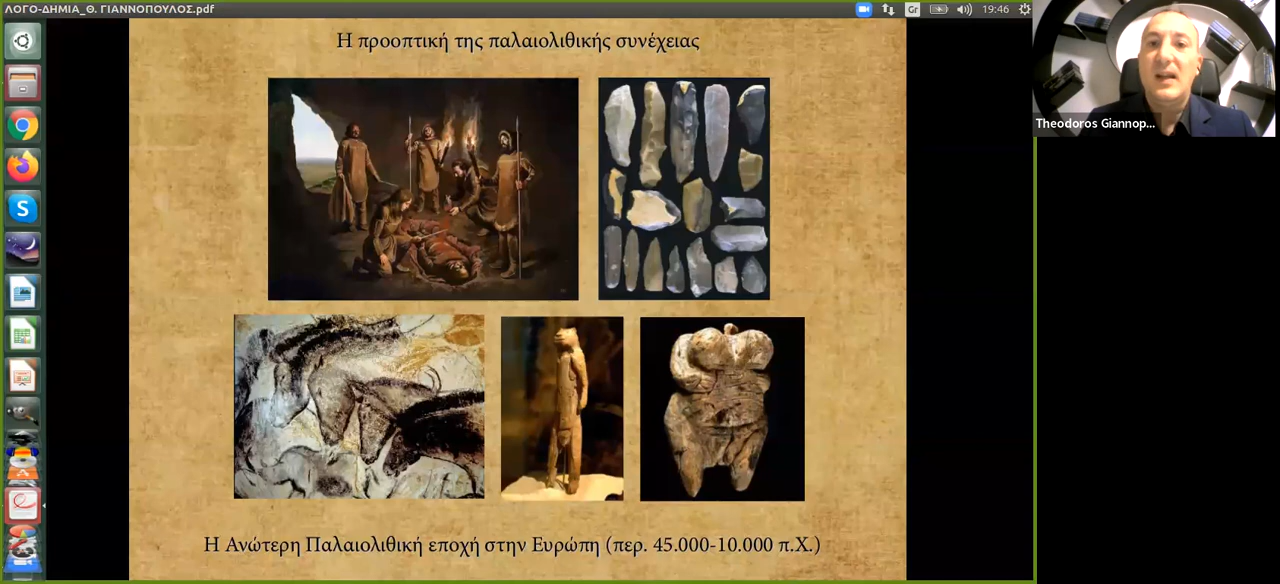 ΛΟΓΟ-ΔΗΜΙΑ_Θ. ΓΙΑΝΝΟΠΟΥΛΟΣ.pdf
Gr
19:46
Η προοπτική της παλαιολιθικής συνέχειας
Theodoros Giannop...
Η Ανώτερη Παλαιολιθική εποχή στην Ευρώπη (περ. 45.000-10.000 π.Χ.)